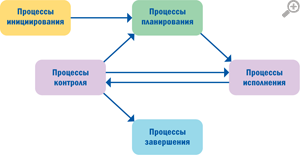 Процессы
инициирования
Процессы
планирования
Процессы
контроля
Процессы
исполнения
Процессы
завершения